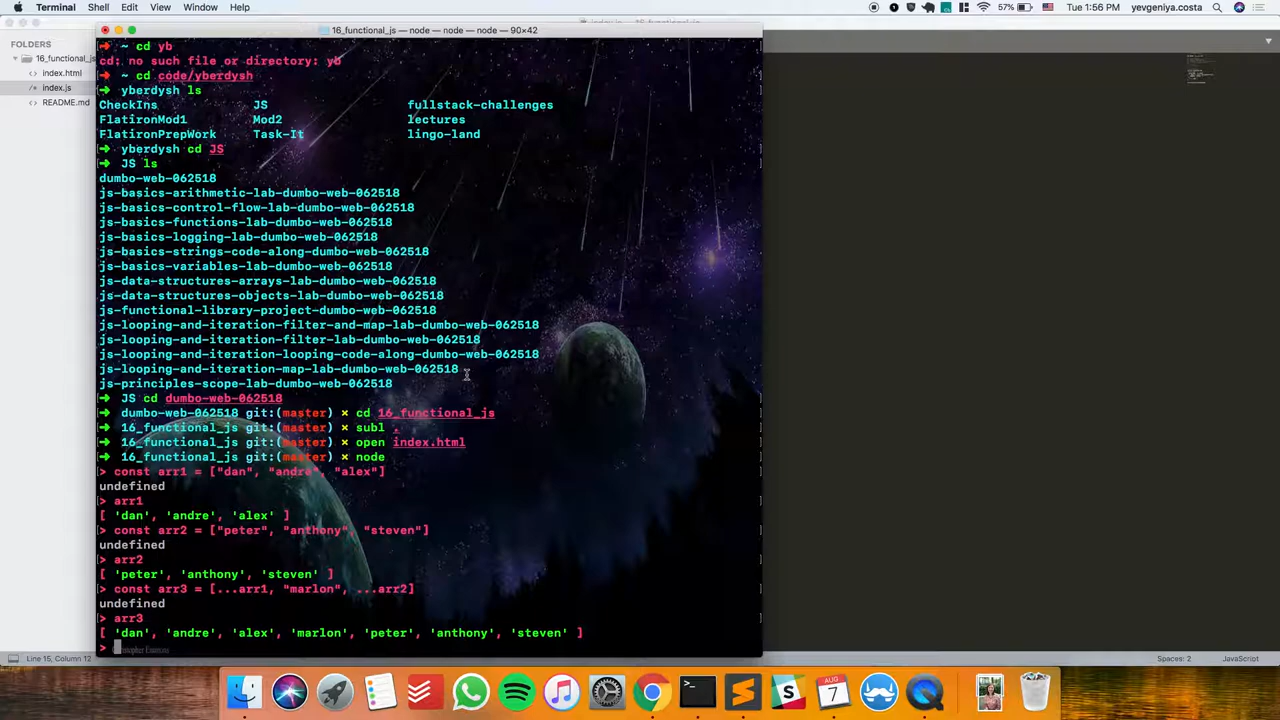 Terminal Shell Edit View Window Help
57% Tue 1:56 PM yevgeniya.costa
16_functional_js — node — node — node — 90×42
FOLDERS
16_functional_js
index.html
index.js
README.md
➜ ~ cd yb
cd: no such file or directory: yb
➜ ~ cd code/yberdysh
➜ yberdysh ls
CheckIns JS fullstack-challenges
FlatironMod1 Mod2 lectures
FlatironPrepWork Task-It lingo-land
➜ yberdysh cd JS
➜ JS ls
dumbo-web-062518
js-basics-arithmetic-lab-dumbo-web-062518
js-basics-control-flow-lab-dumbo-web-062518
js-basics-functions-lab-dumbo-web-062518
js-basics-logging-lab-dumbo-web-062518
js-basics-strings-code-along-dumbo-web-062518
js-basics-variables-lab-dumbo-web-062518
js-data-structures-arrays-lab-dumbo-web-062518
js-data-structures-objects-lab-dumbo-web-062518
js-functional-library-project-dumbo-web-062518
js-looping-and-iteration-filter-and-map-lab-dumbo-web-062518
js-looping-and-iteration-filter-lab-dumbo-web-062518
js-looping-and-iteration-looping-code-along-dumbo-web-062518
js-looping-and-iteration-map-lab-dumbo-web-062518
js-principles-scope-lab-dumbo-web-062518
➜ JS cd dumbo-web-062518
➜ dumbo-web-062518 git:(master) × cd 16_functional_js
➜ 16_functional_js git:(master) × subl .
➜ 16_functional_js git:(master) × open index.html
➜ 16_functional_js git:(master) × node
> const arr1 = ["dan", "andre", "alex"]
undefined
> arr1
[ 'dan', 'andre', 'alex' ]
> const arr2 = ["peter", "anthony", "steven"]
undefined
> arr2
[ 'peter', 'anthony', 'steven' ]
> const arr3 = [...arr1, "marlon", ...arr2]
undefined
> arr3
[ 'dan', 'andre', 'alex', 'marlon', 'peter', 'anthony', 'steven' ]
>
Line 15, Column 12 Spaces: 2 JavaScript
AUG
7